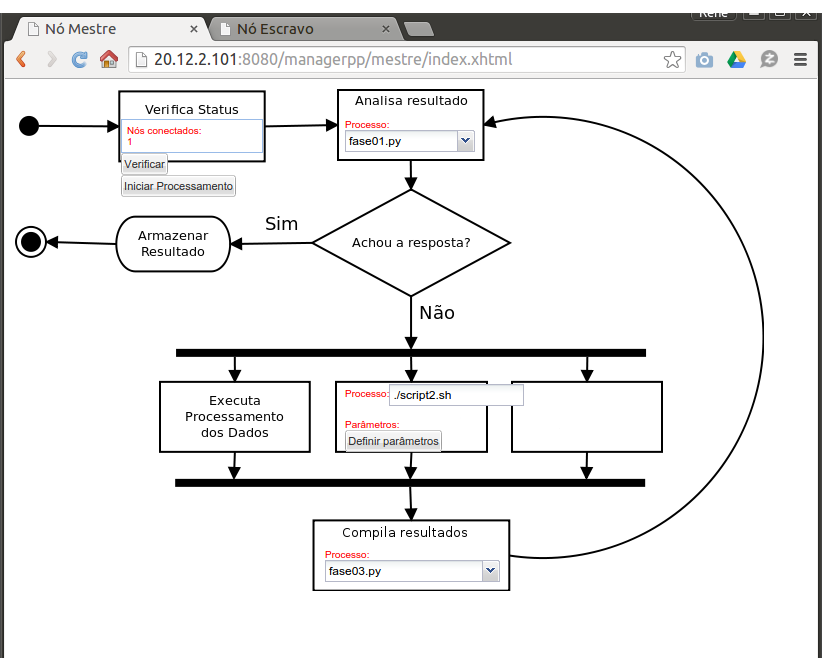 Rene
Nó Mestre
Nó Escravo
20.12.2.101:8080/managerpp/mestre/index.xhtml
Verifica Status
Nós conectados:
1
Verificar
Iniciar Processamento
Analisa resultado
Processo:
fase01.py
Armazenar
Resultado
Sim
Achou a resposta?
Não
Executa
Processamento
dos Dados
Processo:
./script2.sh
Parâmetros:
Definir parâmetros
Compila resultados
Processo:
fase03.py